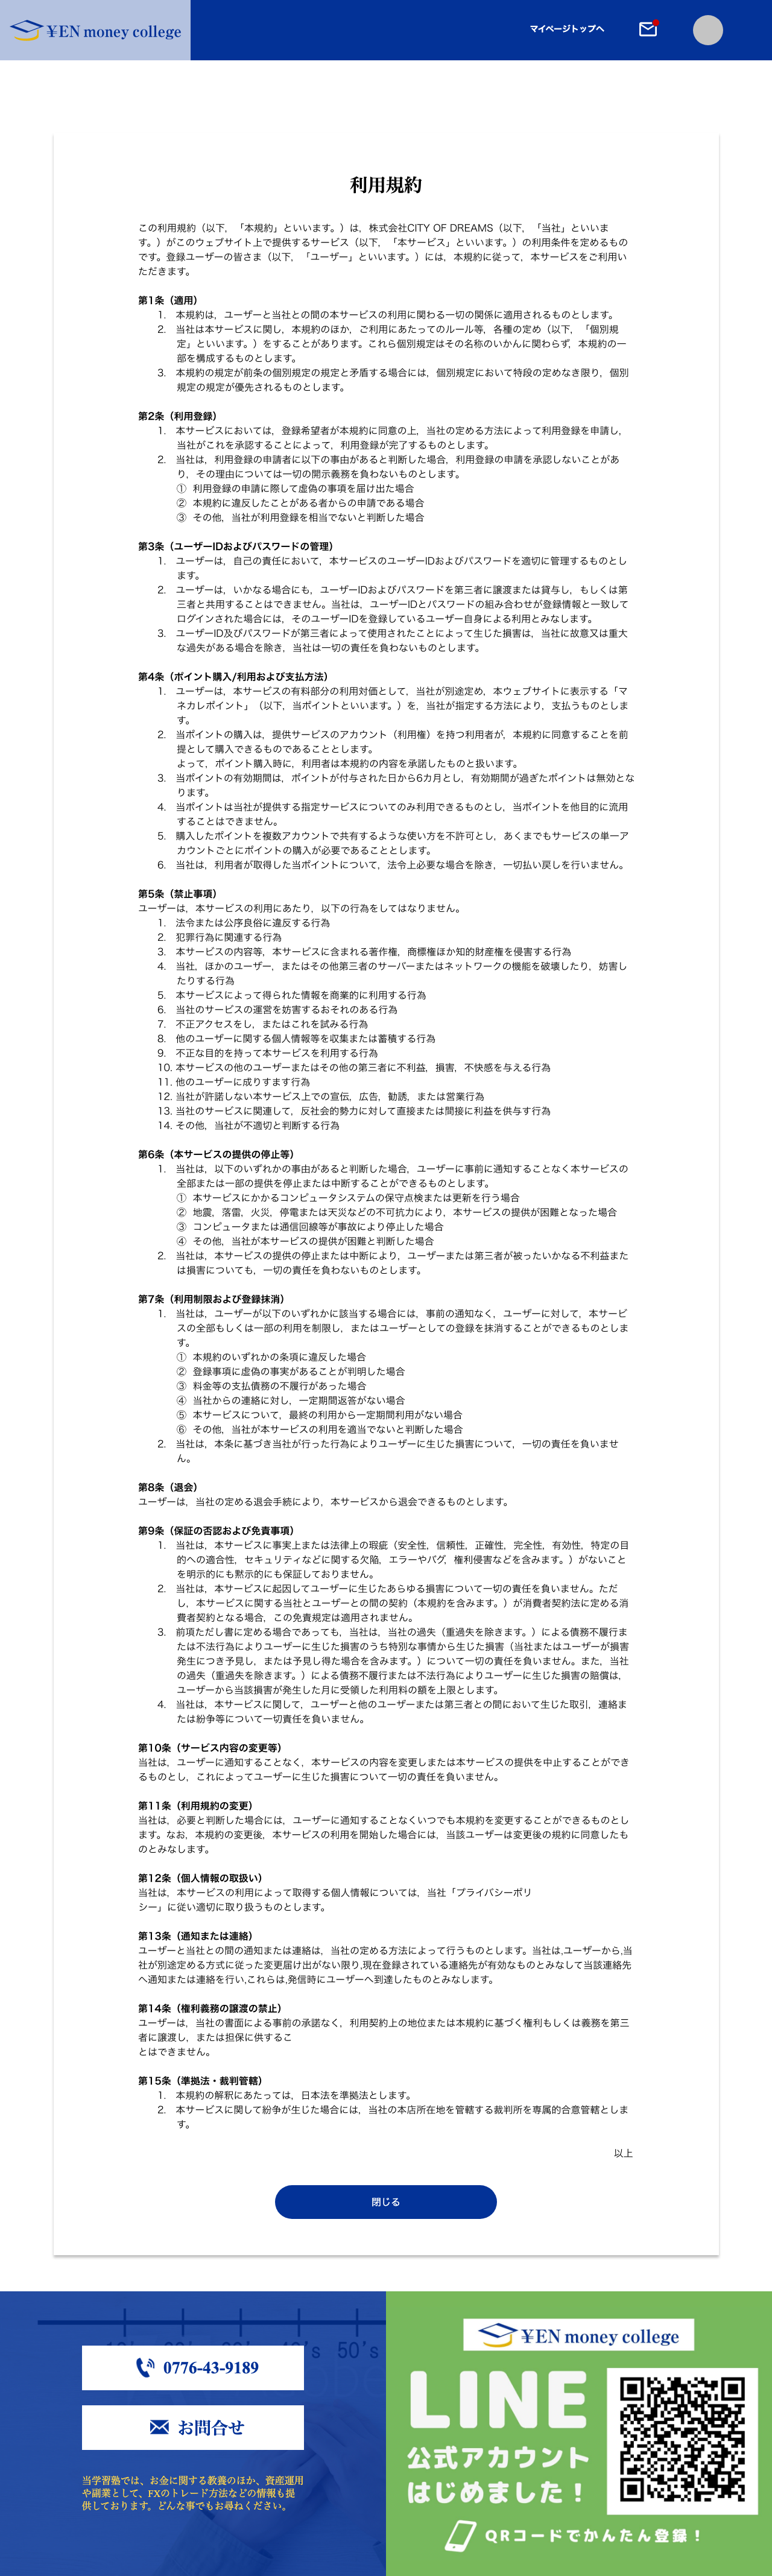 ¥EN money college
マイページトップへ
利用規約
この利用規約（以下，「本規約」といいます。）は，株式会社CITY OF DREAMS（以下，「当社」といいま
す。）がこのウェブサイト上で提供するサービス（以下，「本サービス」といいます。）の利用条件を定めるもの
です。登録ユーザーの皆さま（以下，「ユーザー」といいます。）には，本規約に従って，本サービスをご利用い
ただきます。
第1条（適用）
1. 本規約は，ユーザーと当社との間の本サービスの利用に関わる一切の関係に適用されるものとします。
2. 当社は本サービスに関し，本規約のほか，ご利用にあたってのルール等，各種の定め（以下，「個別規
定」といいます。）をすることがあります。これら個別規定はその名称のいかんに関わらず，本規約の一
部を構成するものとします。
3. 本規約の規定が前条の個別規定の規定と矛盾する場合には，個別規定において特段の定めなき限り，個別
規定の規定が優先されるものとします。
第2条（利用登録）
1. 本サービスにおいては，登録希望者が本規約に同意の上，当社の定める方法によって利用登録を申請し，
当社がこれを承認することによって，利用登録が完了するものとします。
2. 当社は，利用登録の申請者に以下の事由があると判断した場合，利用登録の申請を承認しないことがあ
り，その理由については一切の開示義務を負わないものとします。
① 利用登録の申請に際して虚偽の事項を届け出た場合
② 本規約に違反したことがある者からの申請である場合
③ その他，当社が利用登録を相当でないと判断した場合
第3条（ユーザーIDおよびパスワードの管理）
1. ユーザーは，自己の責任において，本サービスのユーザーIDおよびパスワードを適切に管理するものとし
ます。
2. ユーザーは，いかなる場合にも，ユーザーIDおよびパスワードを第三者に譲渡または貸与し，もしくは第
三者と共用することはできません。当社は，ユーザーIDとパスワードの組み合わせが登録情報と一致して
ログインされた場合には，そのユーザーIDを登録しているユーザー自身による利用とみなします。
3. ユーザーID及びパスワードが第三者によって使用されたことによって生じた損害は，当社に故意又は重大
な過失がある場合を除き，当社は一切の責任を負わないものとします。
第4条（ポイント購入/利用および支払方法）
1. ユーザーは，本サービスの有料部分の利用対価として，当社が別途定め，本ウェブサイトに表示する「マ
ネカレポイント」（以下，当ポイントといいます。）を，当社が指定する方法により，支払うものとしま
す。
2. 当ポイントの購入は，提供サービスのアカウント（利用権）を持つ利用者が，本規約に同意することを前
提として購入できるものであることとします。
よって，ポイント購入時に，利用者は本規約の内容を承諾したものと扱います。
3. 当ポイントの有効期間は，ポイントが付与された日から6カ月とし，有効期間が過ぎたポイントは無効とな
ります。
4. 当ポイントは当社が提供する指定サービスについてのみ利用できるものとし，当ポイントを他目的に流用
することはできません。
5. 購入したポイントを複数アカウントで共有するような使い方を不許可とし，あくまでもサービスの単一ア
カウントごとにポイントの購入が必要であることとします。
6. 当社は，利用者が取得した当ポイントについて，法令上必要な場合を除き，一切払い戻しを行いません。
第5条（禁止事項）
ユーザーは，本サービスの利用にあたり，以下の行為をしてはなりません。
1. 法令または公序良俗に違反する行為
2. 犯罪行為に関連する行為
3. 本サービスの内容等，本サービスに含まれる著作権，商標権ほか知的財産権を侵害する行為
4. 当社，ほかのユーザー，またはその他第三者のサーバーまたはネットワークの機能を破壊したり，妨害し
たりする行為
5. 本サービスによって得られた情報を商業的に利用する行為
6. 当社のサービスの運営を妨害するおそれのある行為
7. 不正アクセスをし，またはこれを試みる行為
8. 他のユーザーに関する個人情報等を収集または蓄積する行為
9. 不正な目的を持って本サービスを利用する行為
10. 本サービスの他のユーザーまたはその他の第三者に不利益，損害，不快感を与える行為
11. 他のユーザーに成りすます行為
12. 当社が許諾しない本サービス上での宣伝，広告，勧誘，または営業行為
13. 当社のサービスに関連して，反社会的勢力に対して直接または間接に利益を供与す行為
14. その他，当社が不適切と判断する行為
第6条（本サービスの提供の停止等）
1. 当社は，以下のいずれかの事由があると判断した場合，ユーザーに事前に通知することなく本サービスの
全部または一部の提供を停止または中断することができるものとします。
① 本サービスにかかるコンピュータシステムの保守点検または更新を行う場合
② 地震，落雷，火災，停電または天災などの不可抗力により，本サービスの提供が困難となった場合
③ コンピュータまたは通信回線等が事故により停止した場合
④ その他，当社が本サービスの提供が困難と判断した場合
2. 当社は，本サービスの提供の停止または中断により，ユーザーまたは第三者が被ったいかなる不利益また
は損害についても，一切の責任を負わないものとします。
第7条（利用制限および登録抹消）
1. 当社は，ユーザーが以下のいずれかに該当する場合には，事前の通知なく，ユーザーに対して，本サービ
スの全部もしくは一部の利用を制限し，またはユーザーとしての登録を抹消することができるものとしま
す。
① 本規約のいずれかの条項に違反した場合
② 登録事項に虚偽の事実があることが判明した場合
③ 料金等の支払債務の不履行があった場合
④ 当社からの連絡に対し，一定期間返答がない場合
⑤ 本サービスについて，最終の利用から一定期間利用がない場合
⑥ その他，当社が本サービスの利用を適当でないと判断した場合
2. 当社は，本条に基づき当社が行った行為によりユーザーに生じた損害について，一切の責任を負いませ
ん。
第8条（退会）
ユーザーは，当社の定める退会手続により，本サービスから退会できるものとします。
第9条（保証の否認および免責事項）
1. 当社は，本サービスに事実上または法律上の瑕疵（安全性，信頼性，正確性，完全性，有効性，特定の目
的への適合性，セキュリティなどに関する欠陥，エラーやバグ，権利侵害などを含みます。）がないこと
を明示的にも黙示的にも保証しておりません。
2. 当社は，本サービスに起因してユーザーに生じたあらゆる損害について一切の責任を負いません。ただ
し，本サービスに関する当社とユーザーとの間の契約（本規約を含みます。）が消費者契約法に定める消
費者契約となる場合，この免責規定は適用されません。
3. 前項ただし書に定める場合であっても，当社は，当社の過失（重過失を除きます。）による債務不履行ま
たは不法行為によりユーザーに生じた損害のうち特別な事情から生じた損害（当社またはユーザーが損害
発生につき予見し，または予見し得た場合を含みます。）について一切の責任を負いません。また，当社
の過失（重過失を除きます。）による債務不履行または不法行為によりユーザーに生じた損害の賠償は，
ユーザーから当該損害が発生した月に受領した利用料の額を上限とします。
4. 当社は，本サービスに関して，ユーザーと他のユーザーまたは第三者との間において生じた取引，連絡ま
たは紛争等について一切責任を負いません。
第10条（サービス内容の変更等）
当社は，ユーザーに通知することなく，本サービスの内容を変更しまたは本サービスの提供を中止することができ
るものとし，これによってユーザーに生じた損害について一切の責任を負いません。
第11条（利用規約の変更）
当社は，必要と判断した場合には，ユーザーに通知することなくいつでも本規約を変更することができるものとし
ます。なお，本規約の変更後，本サービスの利用を開始した場合には，当該ユーザーは変更後の規約に同意したも
のとみなします。
第12条（個人情報の取扱い）
当社は，本サービスの利用によって取得する個人情報については，当社「プライバシーポリ
シー」に従い適切に取り扱うものとします。
第13条（通知または連絡）
ユーザーと当社との間の通知または連絡は，当社の定める方法によって行うものとします。当社は,ユーザーから,当
社が別途定める方式に従った変更届け出がない限り,現在登録されている連絡先が有効なものとみなして当該連絡先
へ通知または連絡を行い,これらは,発信時にユーザーへ到達したものとみなします。
第14条（権利義務の譲渡の禁止）
ユーザーは，当社の書面による事前の承諾なく，利用契約上の地位または本規約に基づく権利もしくは義務を第三
者に譲渡し，または担保に供するこ
とはできません。
第15条（準拠法・裁判管轄）
1. 本規約の解釈にあたっては，日本法を準拠法とします。
2. 本サービスに関して紛争が生じた場合には，当社の本店所在地を管轄する裁判所を専属的合意管轄としま
す。
以上
閉じる
50's
0776-43-9189
お問合せ
当学習塾では、お金に関する教養のほか、資産運用
や副業として、FXのトレード方法などの情報も提
供しております。どんな事でもお尋ねください。
¥EN money college
LINE
公式アカウント
はじめました！
QRコードでかんたん登録！